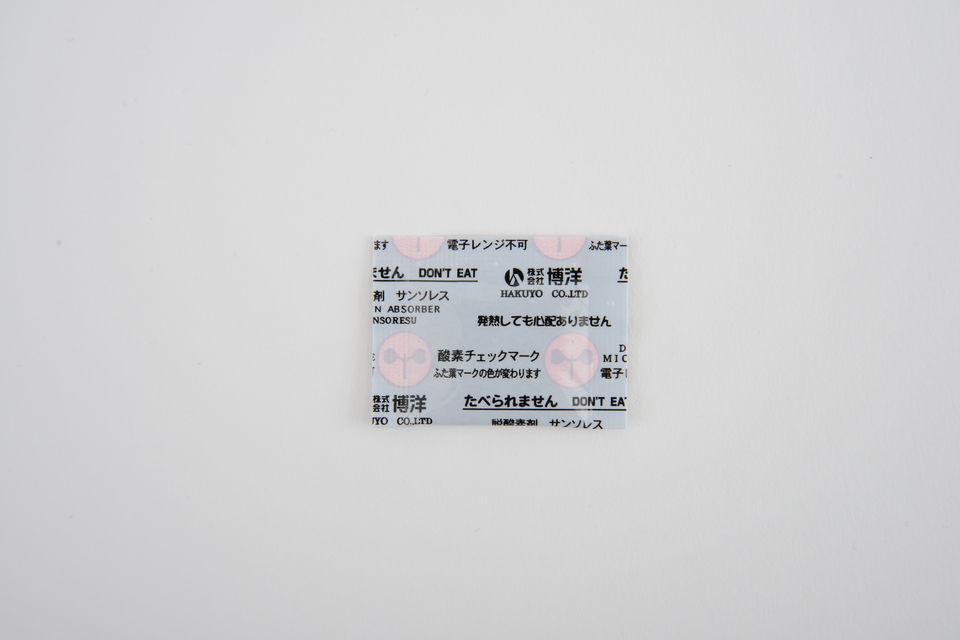 ます 電子レンジ不可 ふた葉マー
ません DON'T EAT 株式会社 博洋 た
剤 サンソレス HAKUYO CO.,LTD
N ABSORBER
NSORESU 発熱しても心配ありません
酸素チェックマーク D
E MIC
ふた葉マークの色が変わります 電子レ
株式会社 博洋 たべられません DON'T EAT
YO CO.,LTD 脱酸素剤 サンソレス